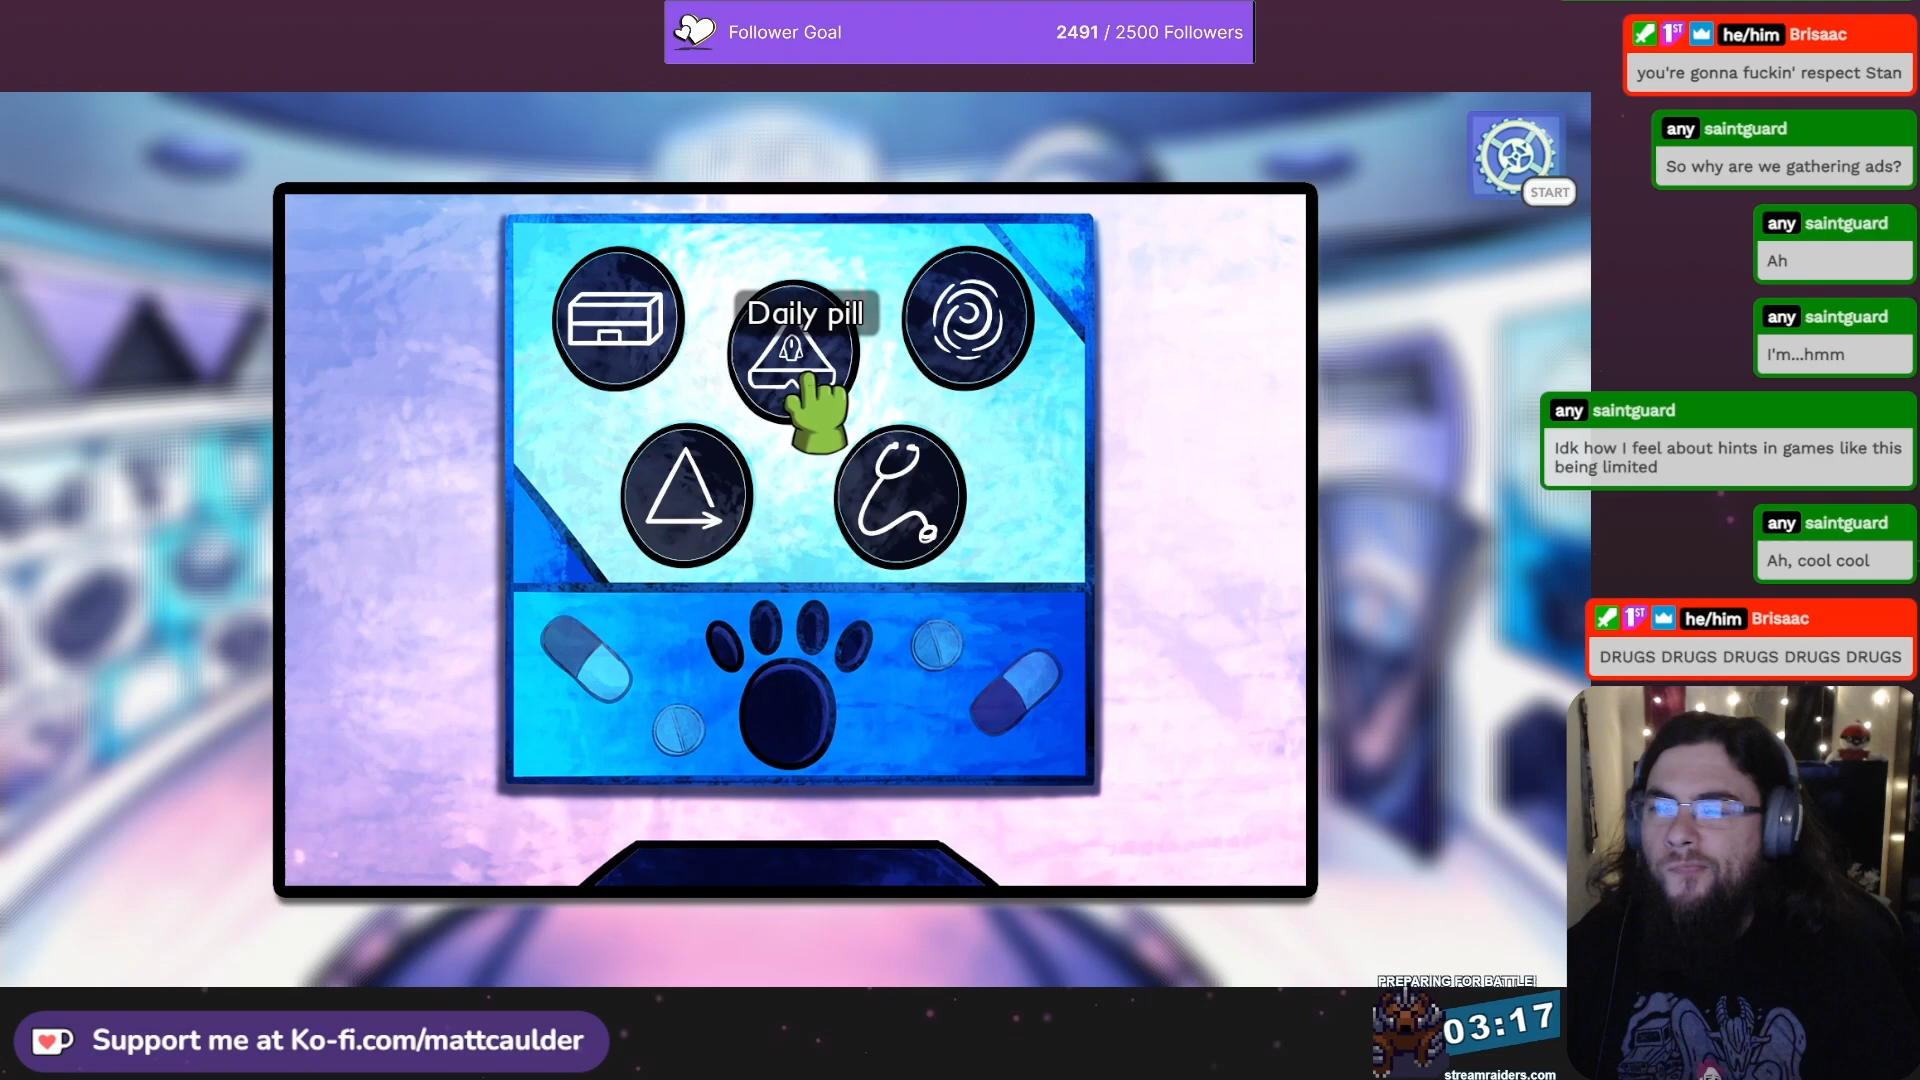 Follower Goal
2491 / 2500 Followers
1ST he/him Brisaac
you're gonna fuckin' respect Stan
any saintguard
So why are we gathering ads?
any saintguard
Ah
any saintguard
I'm...hmm
any saintguard
Idk how I feel about hints in games like this
being limited
any saintguard
Ah, cool cool
1ST he/him Brisaac
DRUGS DRUGS DRUGS DRUGS DRUGS
START
Daily pill
PREPARING FOR BATTLE!
03:17
streamraiders.com
Support me at Ko-fi.com/mattcaulder